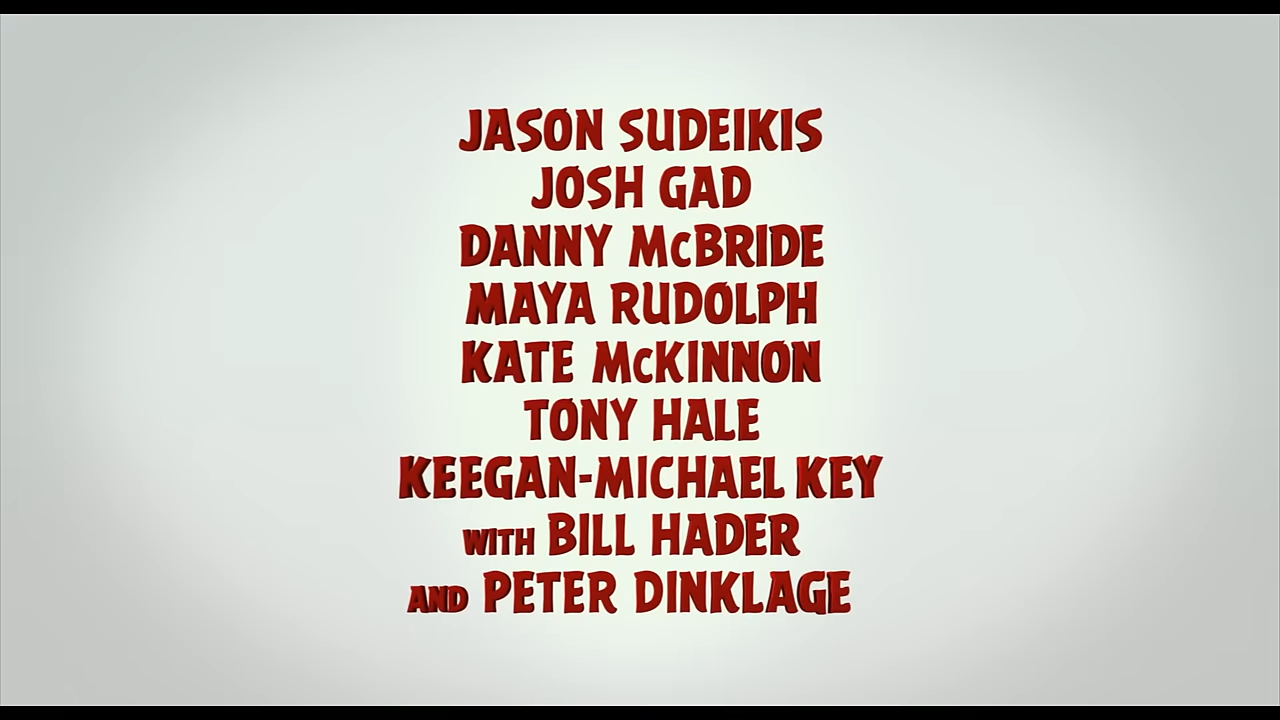 JASON SUDEIKIS
JOSH GAD
DANNY McBRIDE
MAYA RUDOLPH
KATE McKINNON
TONY HALE
KEEGAN-MICHAEL KEY
WITH BILL HADER
AND PETER DINKLAGE